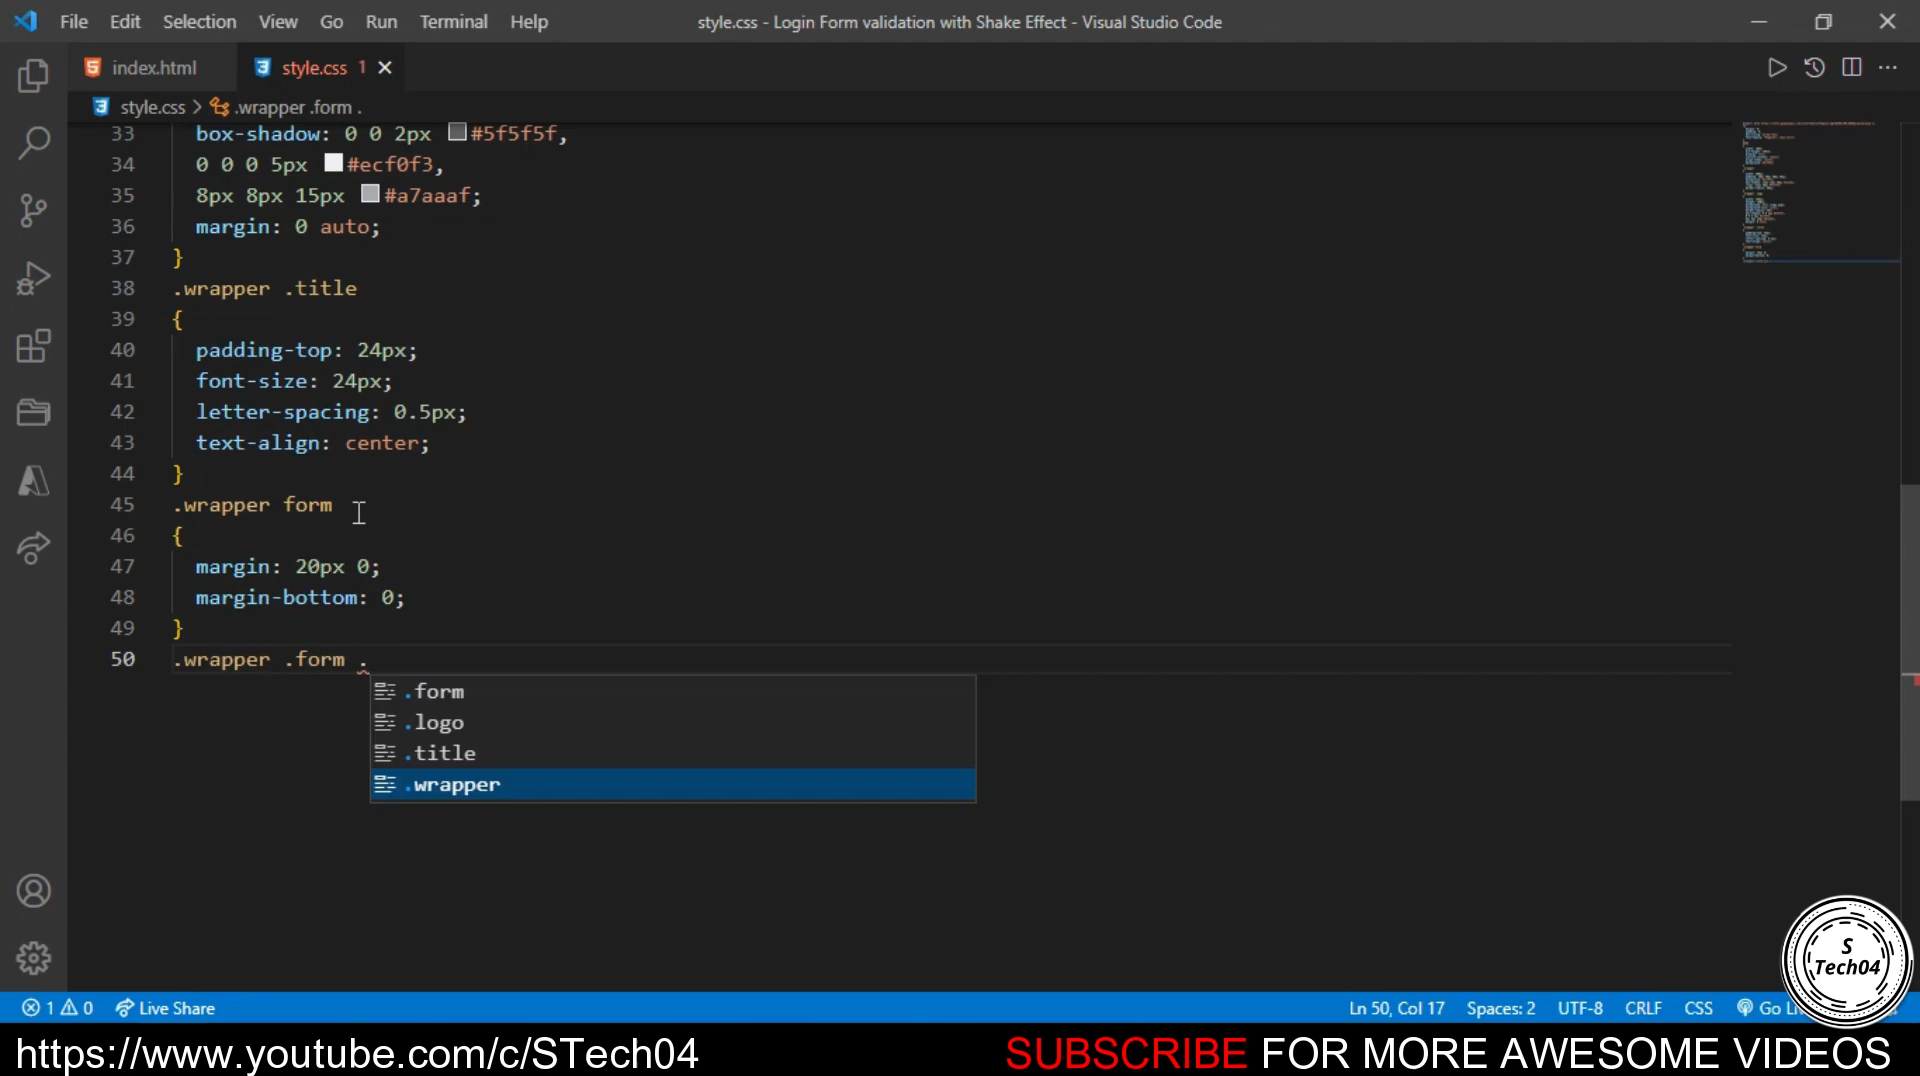 File Edit Selection View Go Run Terminal Help style.css - Login Form validation with Shake Effect - Visual Studio Code
index.html style.css 1
style.css > .wrapper .form .
33 box-shadow: 0 0 2px #5f5f5f,
34 0 0 0 5px #ecf0f3,
35 8px 8px 15px #a7aaaf;
36 margin: 0 auto;
37 }
38 .wrapper .title
39 {
40 padding-top: 24px;
41 font-size: 24px;
42 letter-spacing: 0.5px;
43 text-align: center;
44 }
45 .wrapper form
46 {
47 margin: 20px 0;
48 margin-bottom: 0;
49 }
50 .wrapper .form .
.form
.logo
.title
.wrapper
S
Tech04
1 0 Live Share Ln 50, Col 17 Spaces: 2 UTF-8 CRLF CSS Go
https://www.youtube.com/c/STech04 SUBSCRIBE FOR MORE AWESOME VIDEOS